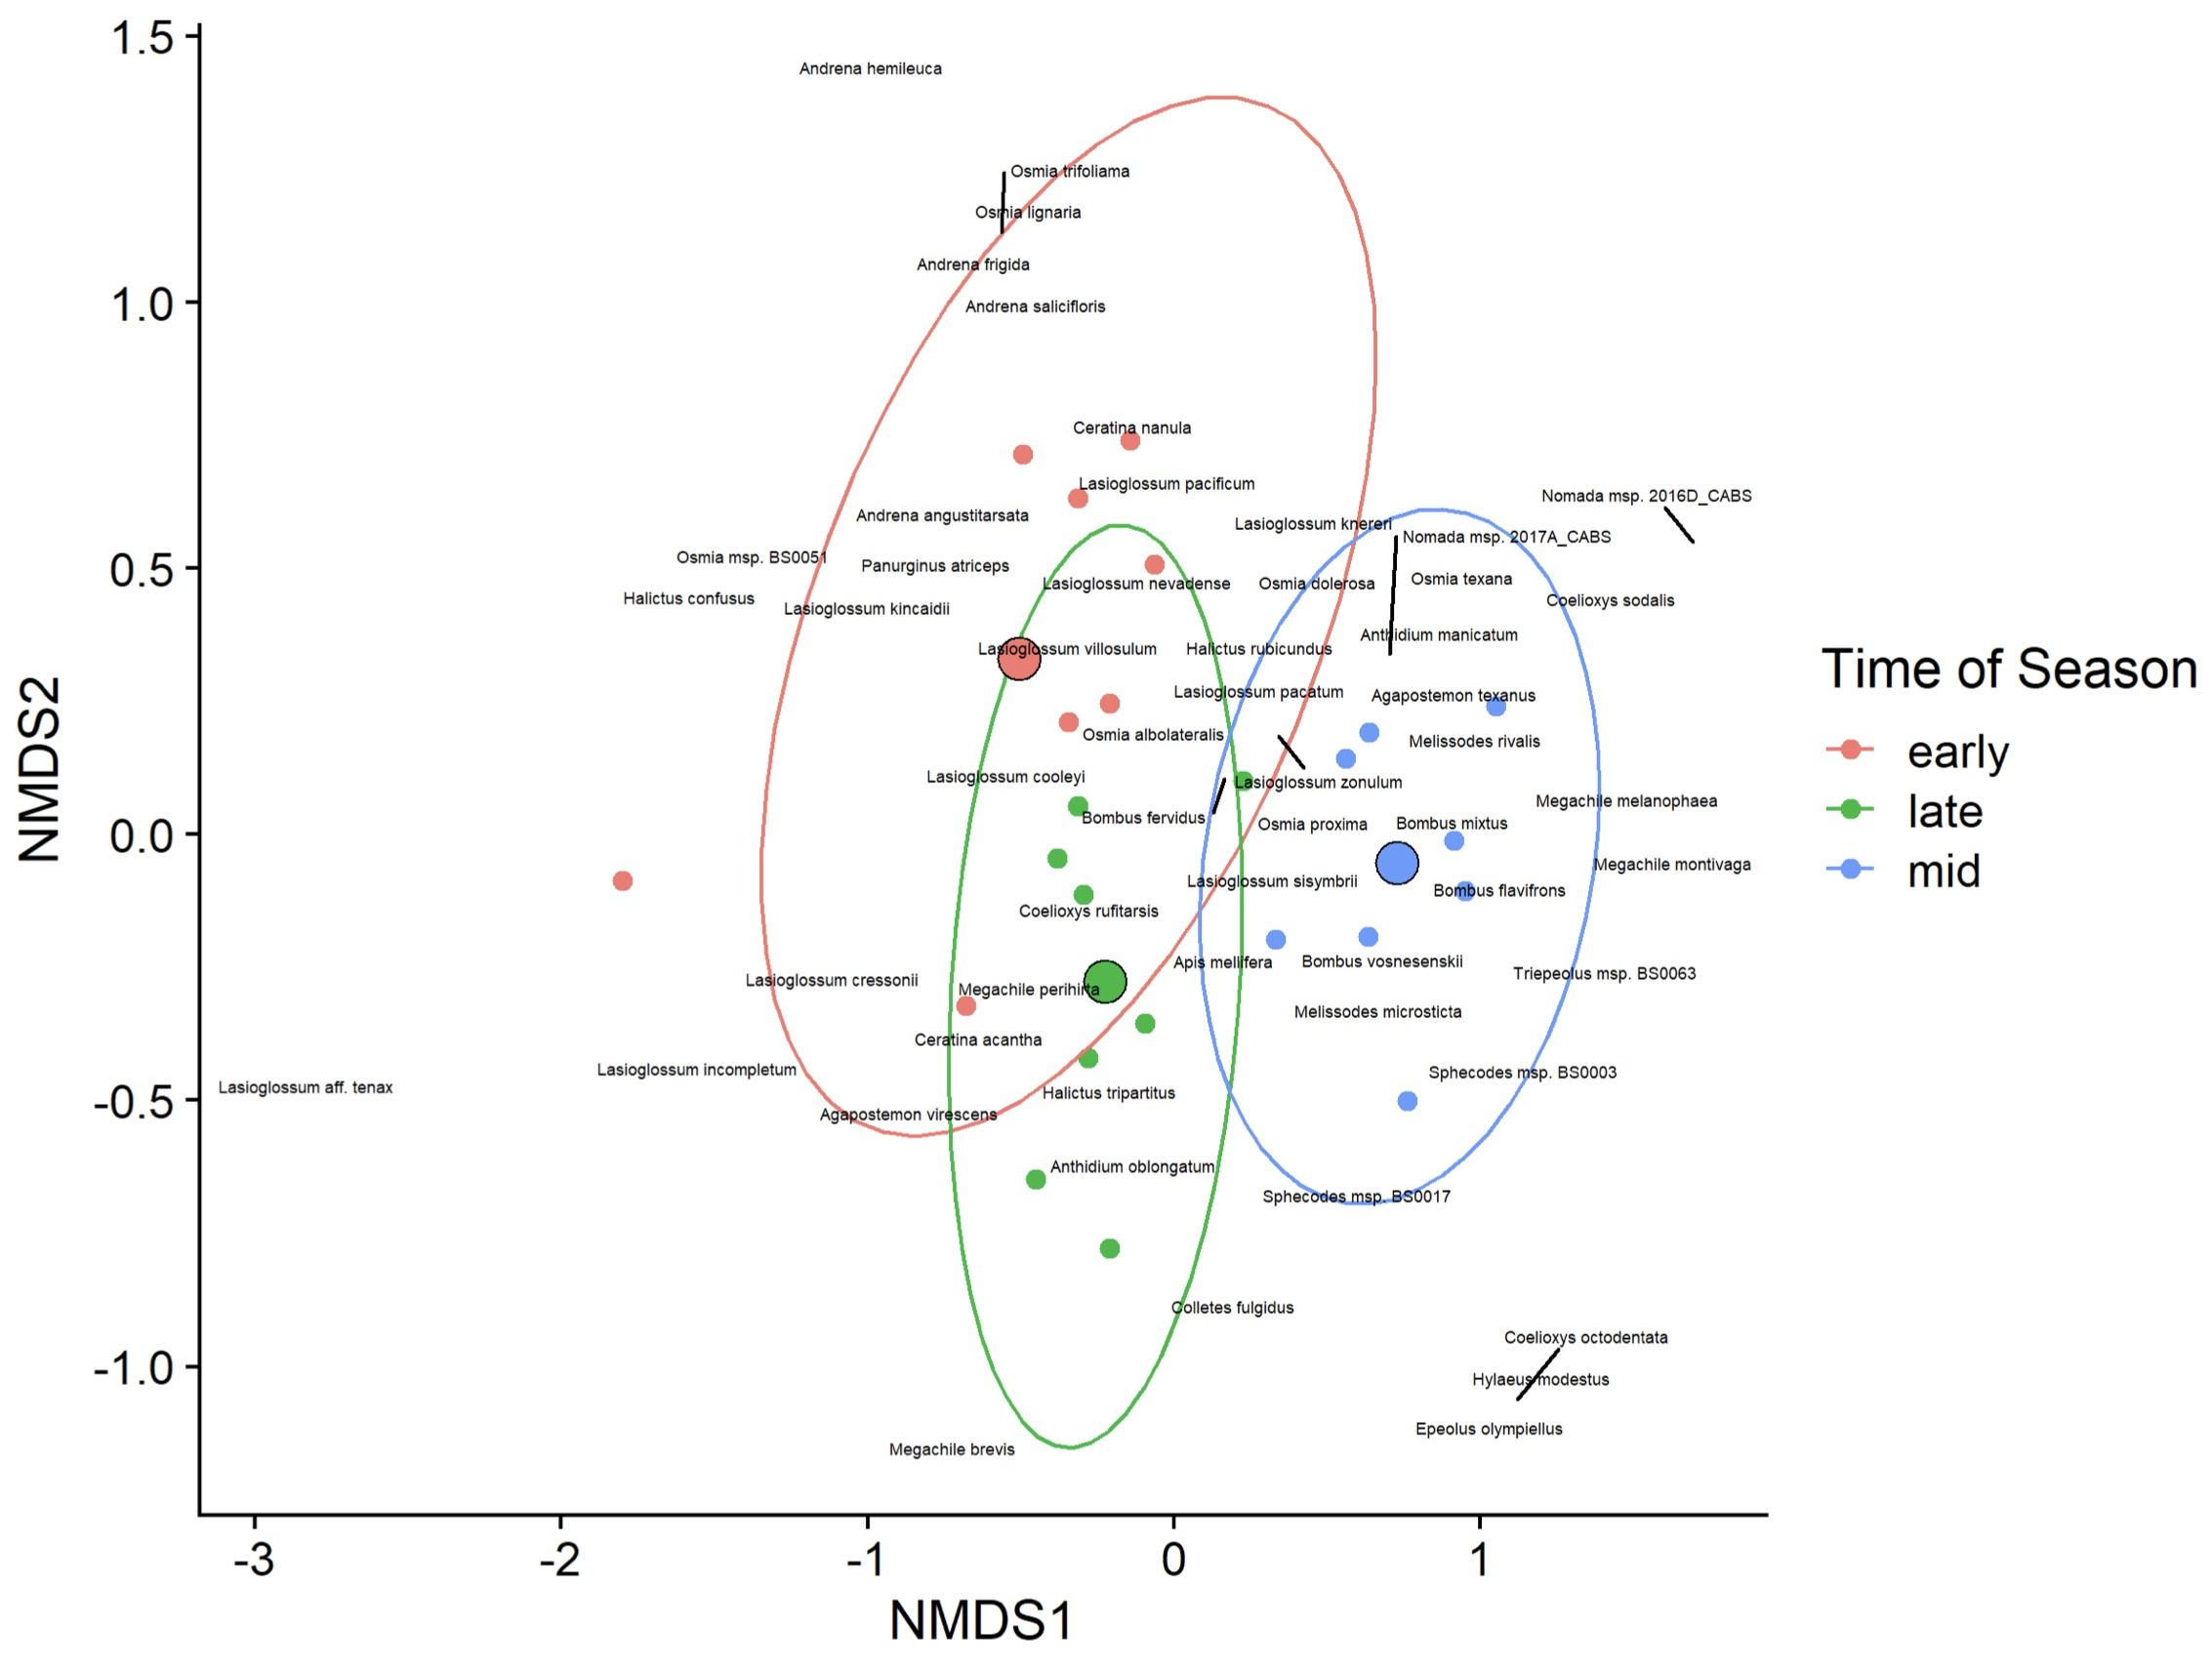 1.5
Andrena hemileuca
Osmia trifoliama
Osmia lignaria
Andrena frigida
1.0
Andrena salicifloris
Ceratina nanula
Lasioglossum pacificum
Nomada msp. 2016D_CABS
Andrena angustitarsata
Lasioglossum knereri
Nomada msp. 2017A_CABS
0.5
Osmia msp. BS0051
Panurginus atriceps
Lasioglossum nevadense
Osmia dolerosa
Osmia texana
Halictus confusus
Lasioglossum kincaidii
Coelioxys sodalis
Lasioglossum villosulum
Halictus rubicundus
Anthidium manicatum
Lasioglossum pacatum
Agapostemon texanus
Osmia albolateralis
Melissodes rivalis
Lasioglossum cooleyi
Lasioglossum zonulum
Megachile melanophaea
0.0
Bombus fervidus
Osmia proxima
Bombus mixtus
Megachile montivaga
Lasioglossum sisymbrii
Bombus flavifrons
Coelioxys rufitarsis
Apis mellifera
Bombus vosnesenskii
Triepeolus msp. BS0063
Lasioglossum cressonii
Megachile perihirta
Melissodes microsticta
Ceratina acantha
Lasioglossum incompletum
Sphecodes msp. BS0003
Lasioglossum aff. tenax
-0.5
Halictus tripartitus
Agapostemon virescens
Anthidium oblongatum
Sphecodes msp. BS0017
Colletes fulgidus
Coelioxys octodentata
-1.0
Hylaeus modestus
Epeolus olympiellus
Megachile brevis
NMDS2
-3
-2
-1
0
1
NMDS1
Time of Season
early
late
mid